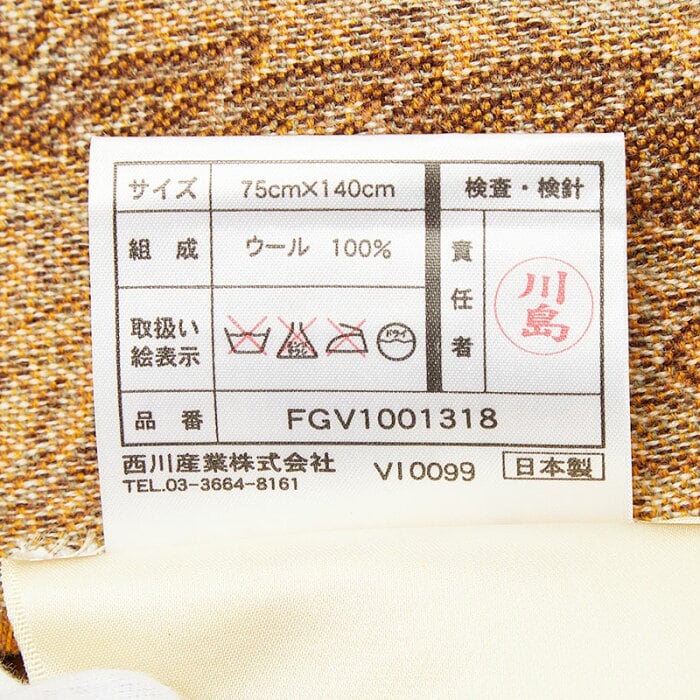 サイズ 75cm×140cm 検査・検針
組成 ウール 100% 責任者 川島
取扱い
絵表示 ドライ
品番 FGV1001318
西川産業株式会社 VI0099 日本製
TEL.03-3664-8161